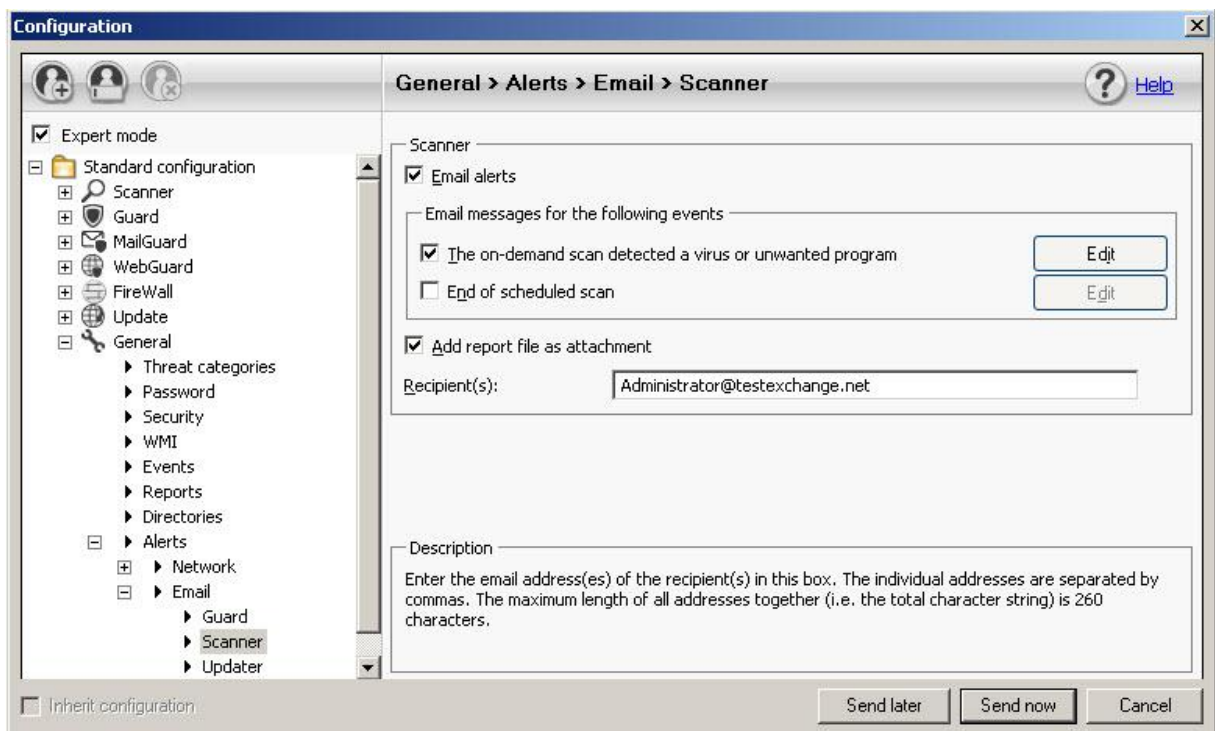 Configuration
General > Alerts > Email > Scanner
Help
Expert mode
Standard configuration
Scanner
Guard
MailGuard
WebGuard
FireWall
Update
General
Threat categories
Password
Security
WMI
Events
Reports
Directories
Alerts
Network
Email
Guard
Scanner
Updater
Scanner
Email alerts
Email messages for the following events
The on-demand scan detected a virus or unwanted program
Edit
End of scheduled scan
Edit
Add report file as attachment
Recipient(s): Administrator@testexchange.net
Description
Enter the email address(es) of the recipient(s) in this box. The individual addresses are separated by
commas. The maximum length of all addresses together (i.e. the total character string) is 260
characters.
Inherit configuration
Send later
Send now
Cancel